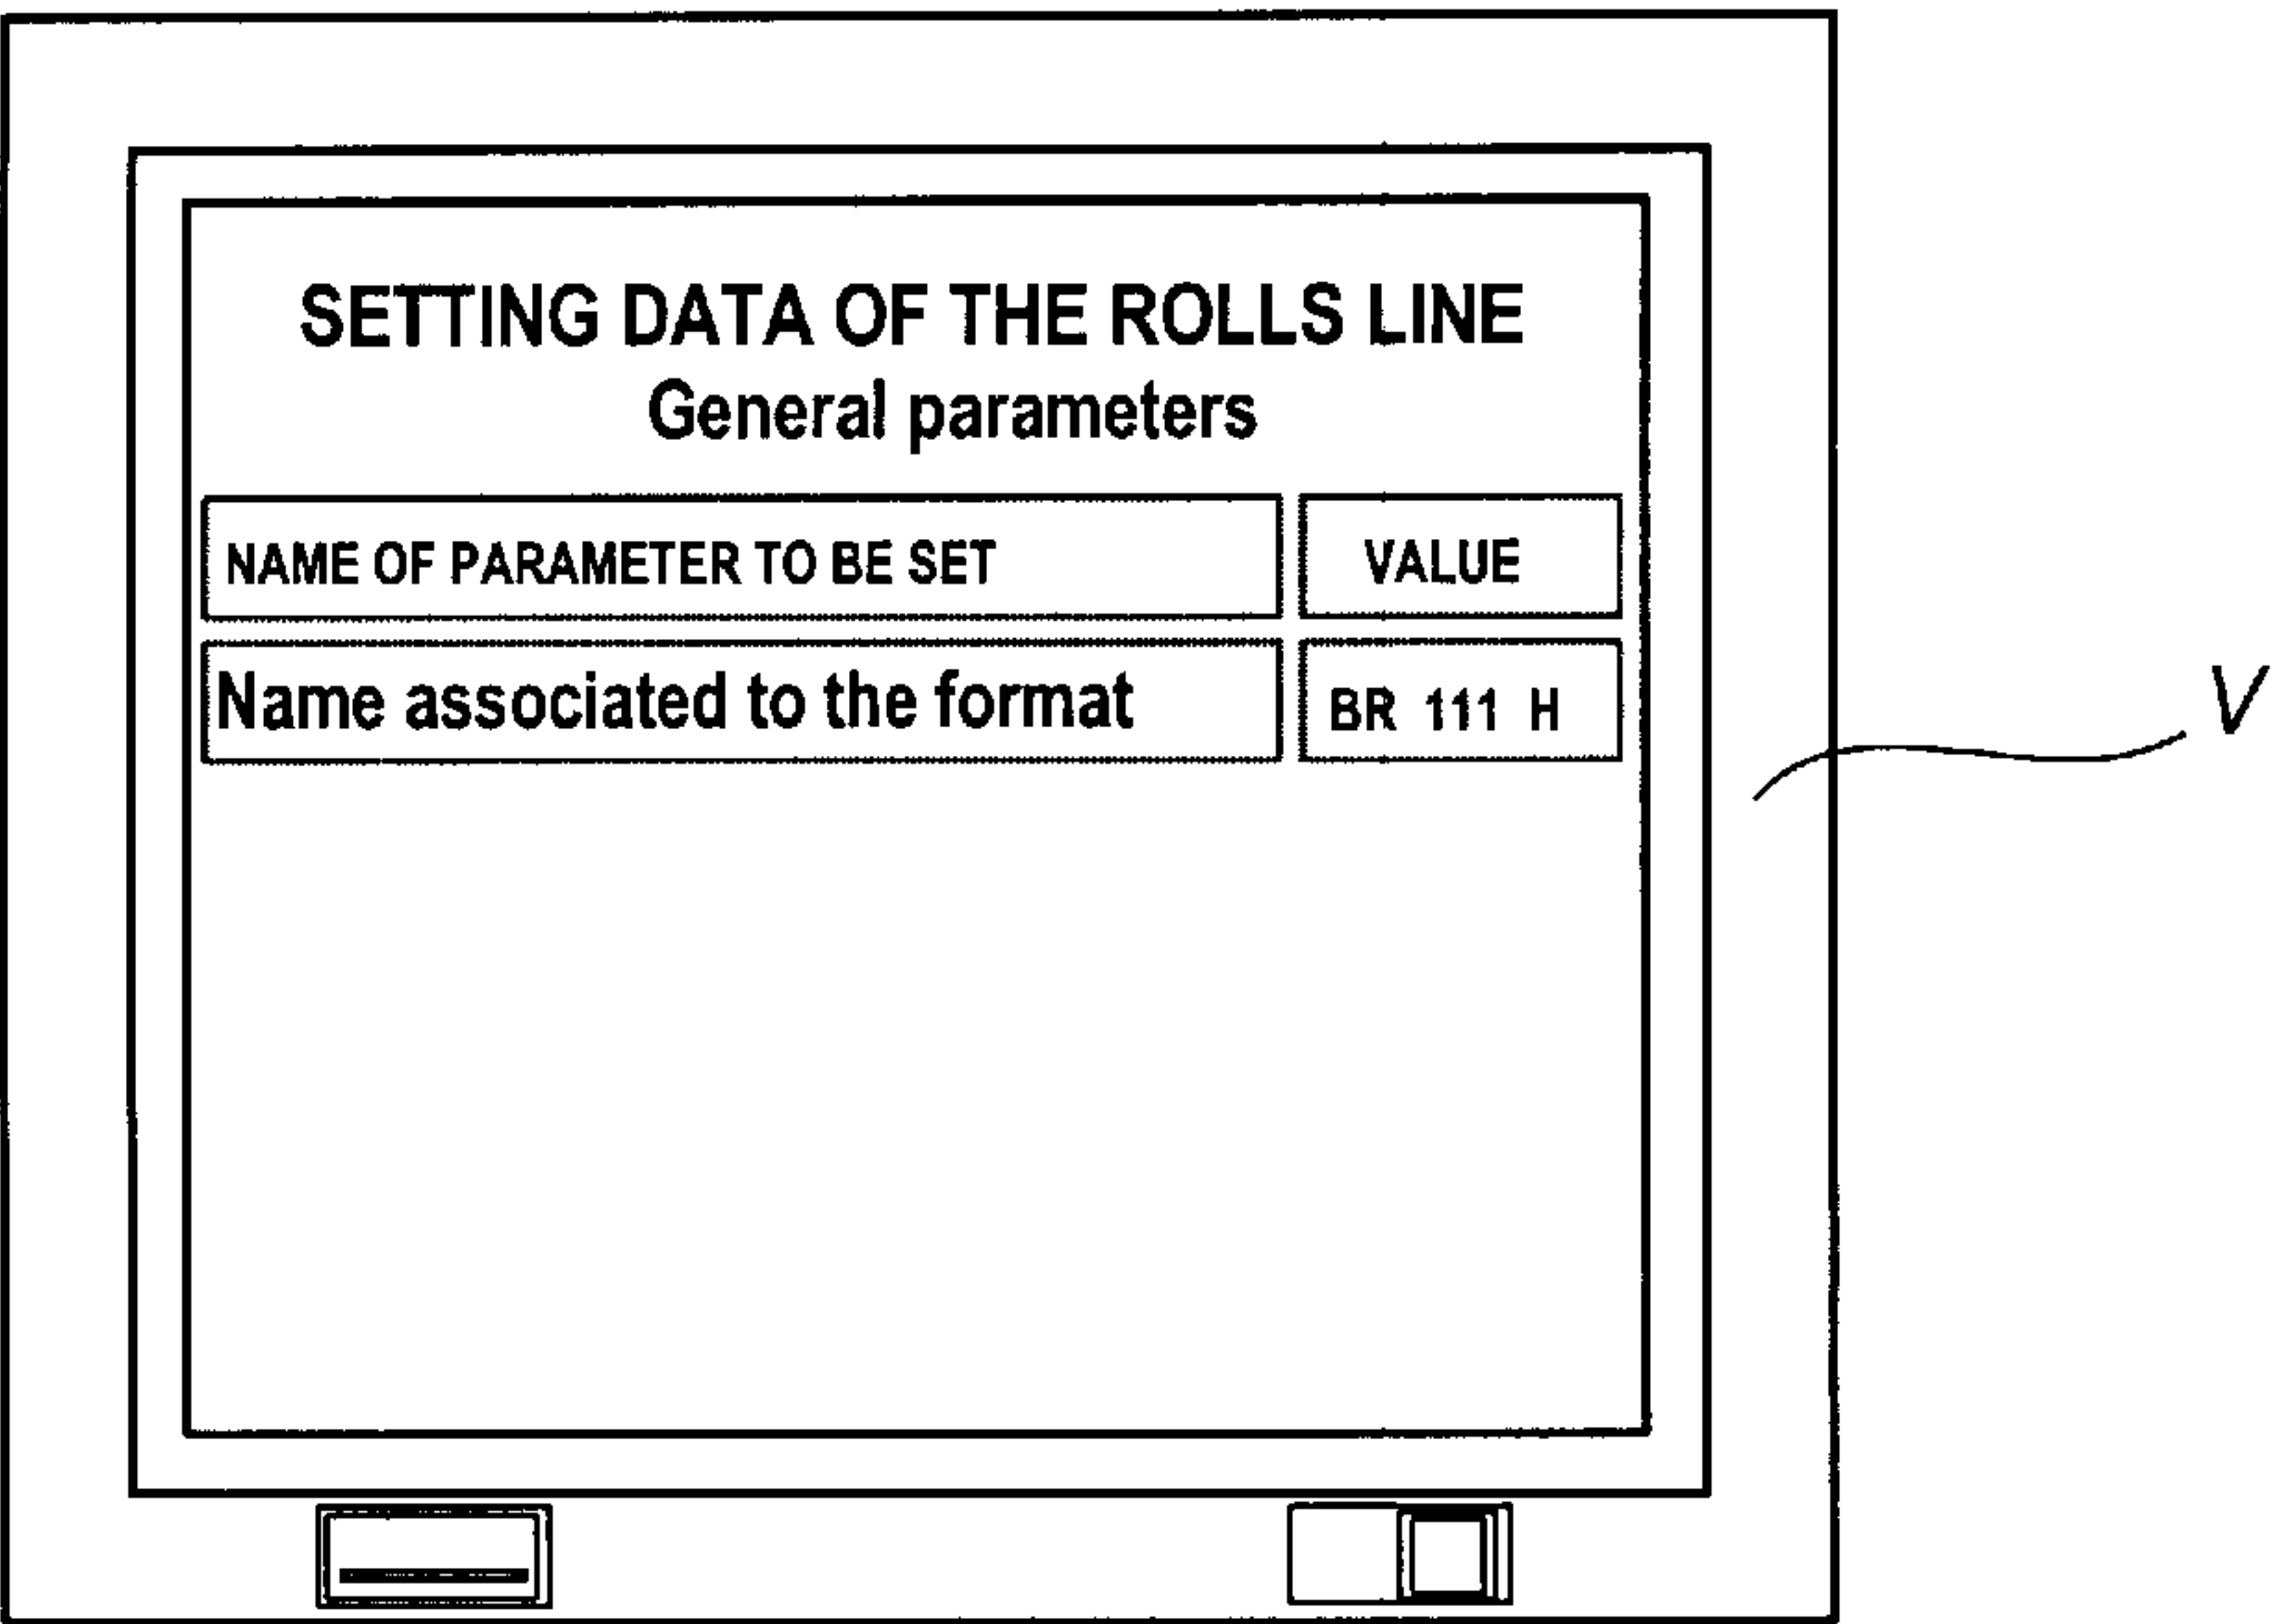 SETTING DATA OF THE ROLLS LINE
General parameters
NAME OF PARAMETER TO BE SET VALUE
Name associated to the format BR 111 H
V